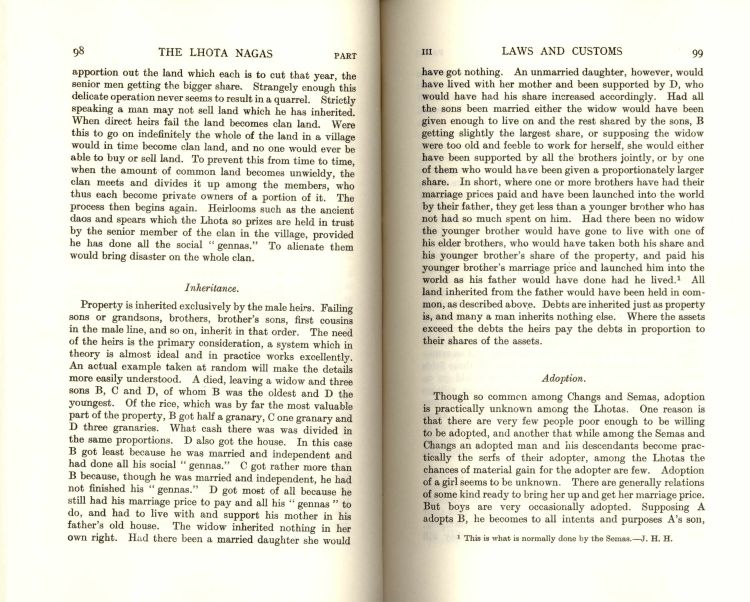 98 THE LHOTA NAGAS PART
apportion out the land which each is to cut that year, the
senior men getting the bigger share. Strangely enough this
delicate operation never seems to result in a quarrel. Strictly
speaking a man may not sell land which he has inherited.
When direct heirs fail the land becomes clan land. Were
this to go on indefinitely the whole of the land in a village
would in time become clan land, and no one would ever be
able to buy or sell land. To prevent this from time to time,
when the amount of common land becomes unwieldy, the
clan meets and divides it up among the members, who
thus each become private owners of a portion of it. The
process then begins again. Heirlooms such as the ancient
daos and spears which the Lhota so prizes are held in trust
by the senior member of the clan in the village, provided
he has done all the social " gennas." To alienate them
would bring disaster on the whole clan.
Inheritance.
Property is inherited exclusively by the male heirs. Failing
sons or grandsons, brothers, brother's sons, first cousins
in the male line, and so on, inherit in that order. The need
of the heirs is the primary consideration, a system which in
theory is almost ideal and in practice works excellently.
An actual example taken at random will make the details
more easily understood. A died, leaving a widow and three
sons B, C and D, of whom B was the oldest and D the
youngest. Of the rice, which was by far the most valuable
part of the property, B got half a granary, C one granary and
D three granaries. What cash there was was divided in
the same proportions. D also got the house. In this case
B got least because he was married and independent and
had done all his social " gennas." C got rather more than
B because, though he was married and independent, he had
not finished his " gennas." D got most of all because he
still had his marriage price to pay and all his " gennas " to
do, and had to live with and support his mother in his
father's old house. The widow inherited nothing in her
own right. Had there been a married daughter she would
III LAWS AND CUSTOMS 99
have got nothing. An unmarried daughter, however, would
have lived with her mother and been supported by D, who
would have had his share increased accordingly. Had all
the sons been married either the widow would have been
given enough to live on and the rest shared by the sons, B
getting slightly the largest share, or supposing the widow
were too old and feeble to work for herself, she would either
have been supported by all the brothers jointly, or by one
of them who would have been given a proportionately larger
share. In short, where one or more brothers have had their
marriage prices paid and have been launched into the world
by their father, they get less than a younger brother who has
not had so much spent on him. Had there been no widow
the younger brother would have gone to live with one of
his elder brothers, who would have taken both his share and
his younger brother's share of the property, and paid his
younger brother's marriage price and launched him into the
world as his father would have done had he lived.¹ All
land inherited from the father would have been held in com-
mon, as described above. Debts are inherited just as property
is, and many a man inherits nothing else. Where the assets
exceed the debts the heirs pay the debts in proportion to
their shares of the assets.
Adoption.
Though so common among Changs and Semas, adoption
is practically unknown among the Lhotas. One reason is
that there are very few people poor enough to be willing
to be adopted, and another that while among the Semas and
Changs an adopted man and his descendants become prac-
tically the serfs of their adopter, among the Lhotas the
chances of material gain for the adopter are few. Adoption
of a girl seems to be unknown. There are generally relations
of some kind ready to bring her up and get her marriage price.
But boys are very occasionally adopted. Supposing A
adopts B, he becomes to all intents and purposes A's son,
¹ This is what is normally done by the Semas.—J. H. H.